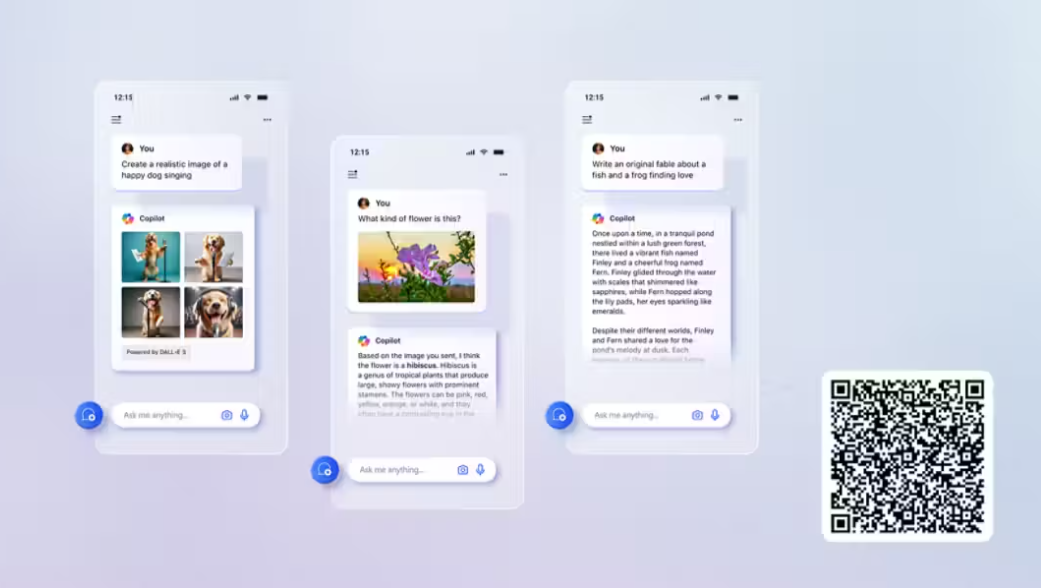 12:15
You
Create a realistic image of a
happy dog singing
Copilot
Powered by DALL·E 3
Ask me anything...
12:15
You
What kind of flower is this?
Copilot
Based on the image you sent, I think
the flower is a hibiscus. Hibiscus is
a genus of tropical plants that produce
large, showy flowers with prominent
stamens. The flowers can be pink, red,
yellow, orange, or white, and they
often have a contrasting eye in the
Ask me anything...
12:15
You
Write an original fable about a
fish and a frog finding love
Copilot
Once upon a time, in a tranquil pond
nestled within a lush green forest,
there lived a vibrant fish named
Finley and a cheerful frog named
Fern. Finley glided through the water
with scales that shimmered like
sapphires, while Fern hopped along
the lily pads, her eyes sparkling like
emeralds.
Despite their different worlds, Finley
and Fern shared a love for the
pond's melody at dusk. Each
Ask me anything...